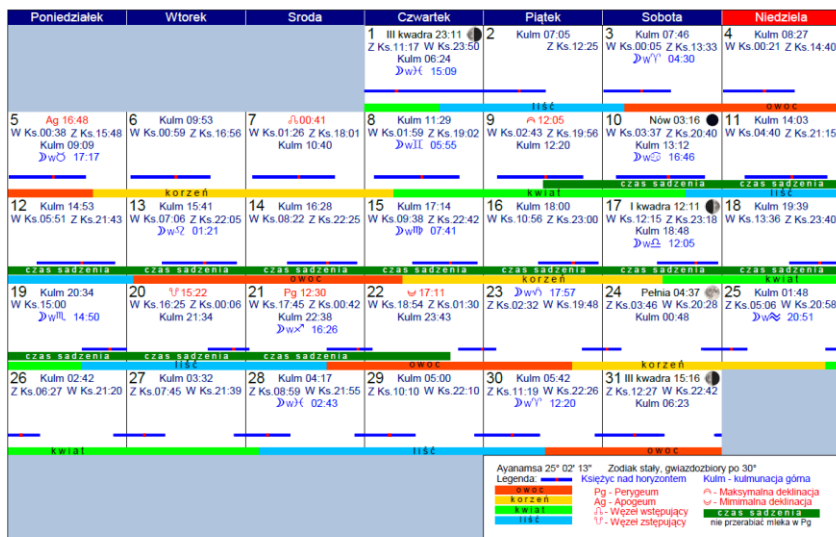 Poniedziałek Wtorek Sroda Czwartek Piątek Sobota Niedziela
1 III kwadra 23:11
Z Ks.11:17 W Ks.23:50
Kulm 06:24
☽w♓ 15:09
2 Kulm 07:05
Z Ks.12:25
3 Kulm 07:46
W Ks.00:05 Z Ks.13:33
☽w♈ 04:30
4 Kulm 08:27
W Ks.00:21 Z Ks.14:40
liść owoc
5 Ag 16:48
W Ks.00:38 Z Ks.15:48
Kulm 09:09
☽w♉ 17:17
6 Kulm 09:53
W Ks.00:59 Z Ks.16:56
7 ☊00:41
W Ks.01:26 Z Ks.18:01
Kulm 10:40
8 Kulm 11:29
W Ks.01:59 Z Ks.19:02
☽w♊ 05:55
9 12:05
W Ks.02:43 Z Ks.19:56
Kulm 12:20
10 Nów 03:16
W Ks.03:37 Z Ks.20:40
Kulm 13:12
☽w♋ 16:46
11 Kulm 14:03
W Ks.04:40 Z Ks.21:15
czas sadzenia czas sadzenia
korzeń kwiat liść
12 Kulm 14:53
W Ks.05:51 Z Ks.21:43
13 Kulm 15:41
W Ks.07:06 Z Ks.22:05
☽w♌ 01:21
14 Kulm 16:28
W Ks.08:22 Z Ks.22:25
15 Kulm 17:14
W Ks.09:38 Z Ks.22:42
☽w♍ 07:41
16 Kulm 18:00
W Ks.10:56 Z Ks.23:00
17 I kwadra 12:11
W Ks.12:15 Z Ks.23:18
Kulm 18:48
☽w♎ 12:05
18 Kulm 19:39
W Ks.13:36 Z Ks.23:40
czas sadzenia czas sadzenia czas sadzenia czas sadzenia czas sadzenia czas sadzenia czas sadzenia
owoc korzeń kwiat
19 Kulm 20:34
W Ks.15:00
☽w♏ 14:50
20 ☋15:22
W Ks.16:25 Z Ks.00:06
Kulm 21:34
21 Pg 12:30
W Ks.17:45 Z Ks.00:42
Kulm 22:38
☽w♐ 16:26
22 17:11
W Ks.18:54 Z Ks.01:30
Kulm 23:43
23 ☽w♑ 17:57
Z Ks.02:32 W Ks.19:48
24 Pełnia 04:37
Z Ks.03:46 W Ks.20:28
Kulm 00:48
25 Kulm 01:48
Z Ks.05:06 W Ks.20:58
☽w♒ 20:51
czas sadzenia czas sadzenia czas sadzenia
liść owoc korzeń
26 Kulm 02:42
Z Ks.06:27 W Ks.21:20
27 Kulm 03:32
Z Ks.07:45 W Ks.21:39
28 Kulm 04:17
Z Ks.08:59 W Ks.21:55
☽w♓ 02:43
29 Kulm 05:00
Z Ks.10:10 W Ks.22:10
30 Kulm 05:42
Z Ks.11:19 W Ks.22:26
☽w♈ 12:20
31 III kwadra 15:16
Z Ks.12:27 W Ks.22:42
Kulm 06:23
kwiat liść owoc
Ayanamsa 25° 02' 13" Zodiak stały, gwiazdozbiory po 30°
Legenda: Księżyc nad horyzontem Kulm - kulmunacja górna
owoc Pg - Perygeum - Maksymalna deklinacja
korzeń Ag - Apogeum - Mimimalna deklinacja
kwiat ☊- Węzeł wstępujący czas sadzenia
liść ☋- Węzeł zstępujący nie przerabiać mleka w Pg